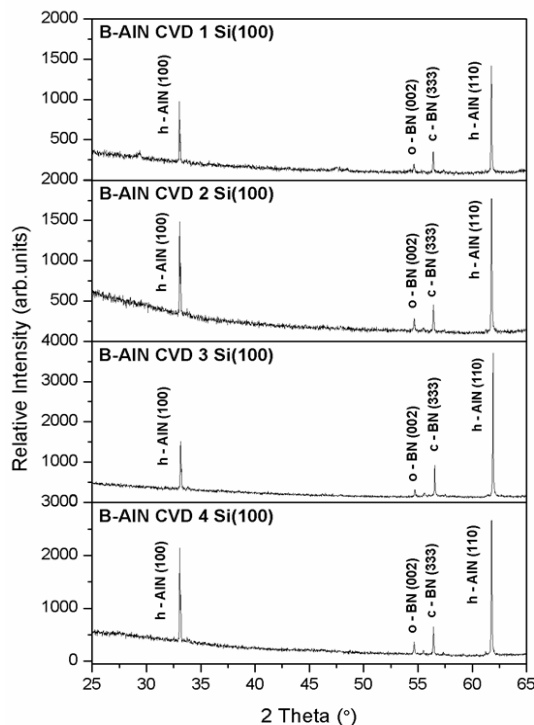 2000
B-AlN CVD 1 Si(100)
1500
1000
500
h - AlN (100)
o - BN (002)
c - BN (333)
h - AlN (110)
2000
B-AlN CVD 2 Si(100)
1500
1000
500
h - AlN (100)
o - BN (002)
c - BN (333)
h - AlN (110)
4000
B-AlN CVD 3 Si(100)
3000
2000
1000
h - AlN (100)
o - BN (002)
c - BN (333)
h - AlN (110)
3000
B-AlN CVD 4 Si(100)
2000
1000
0
h - AlN (100)
o - BN (002)
c - BN (333)
h - AlN (110)
Relative Intensity (arb.units)
25 30 35 40 45 50 55 60 65
2 Theta (°)